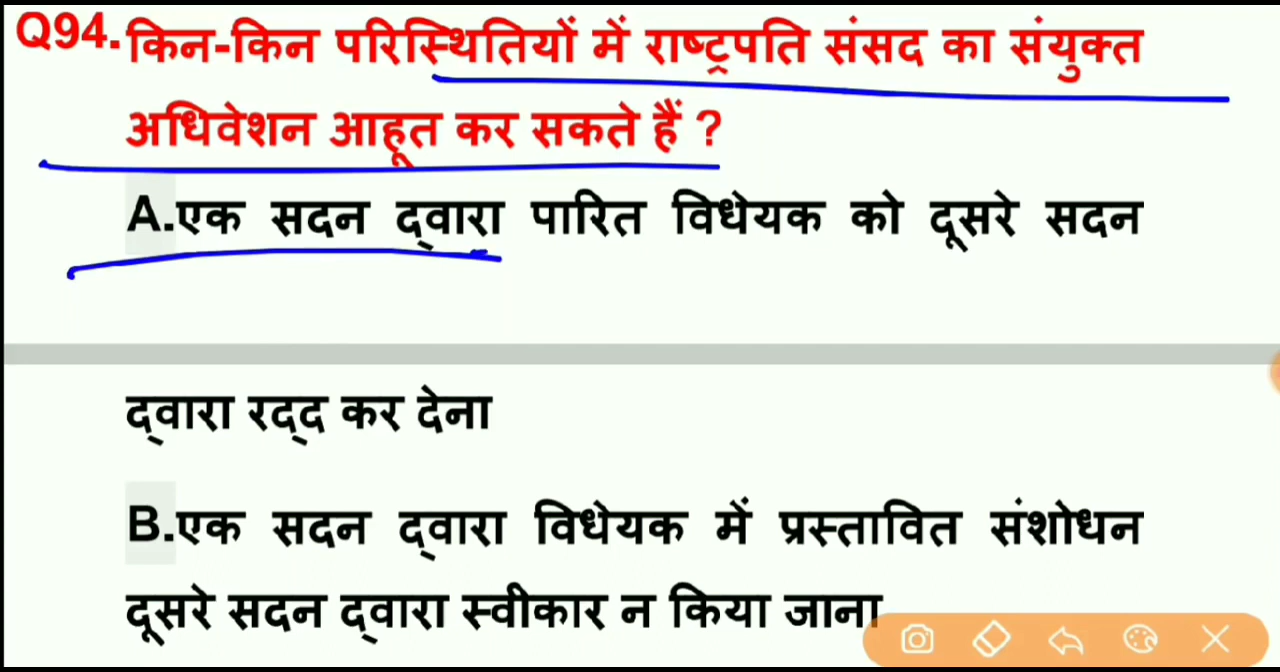 Q94. किन-किन परिस्थितियों में राष्ट्रपति संसद का संयुक्त
अधिवेशन आहूत कर सकते हैं ?
A.एक सदन द्वारा पारित विधेयक को दूसरे सदन
द्वारा रद्द कर देना
B.एक सदन द्वारा विधेयक में प्रस्तावित संशोधन
दूसरे सदन द्वारा स्वीकार न किया जाना